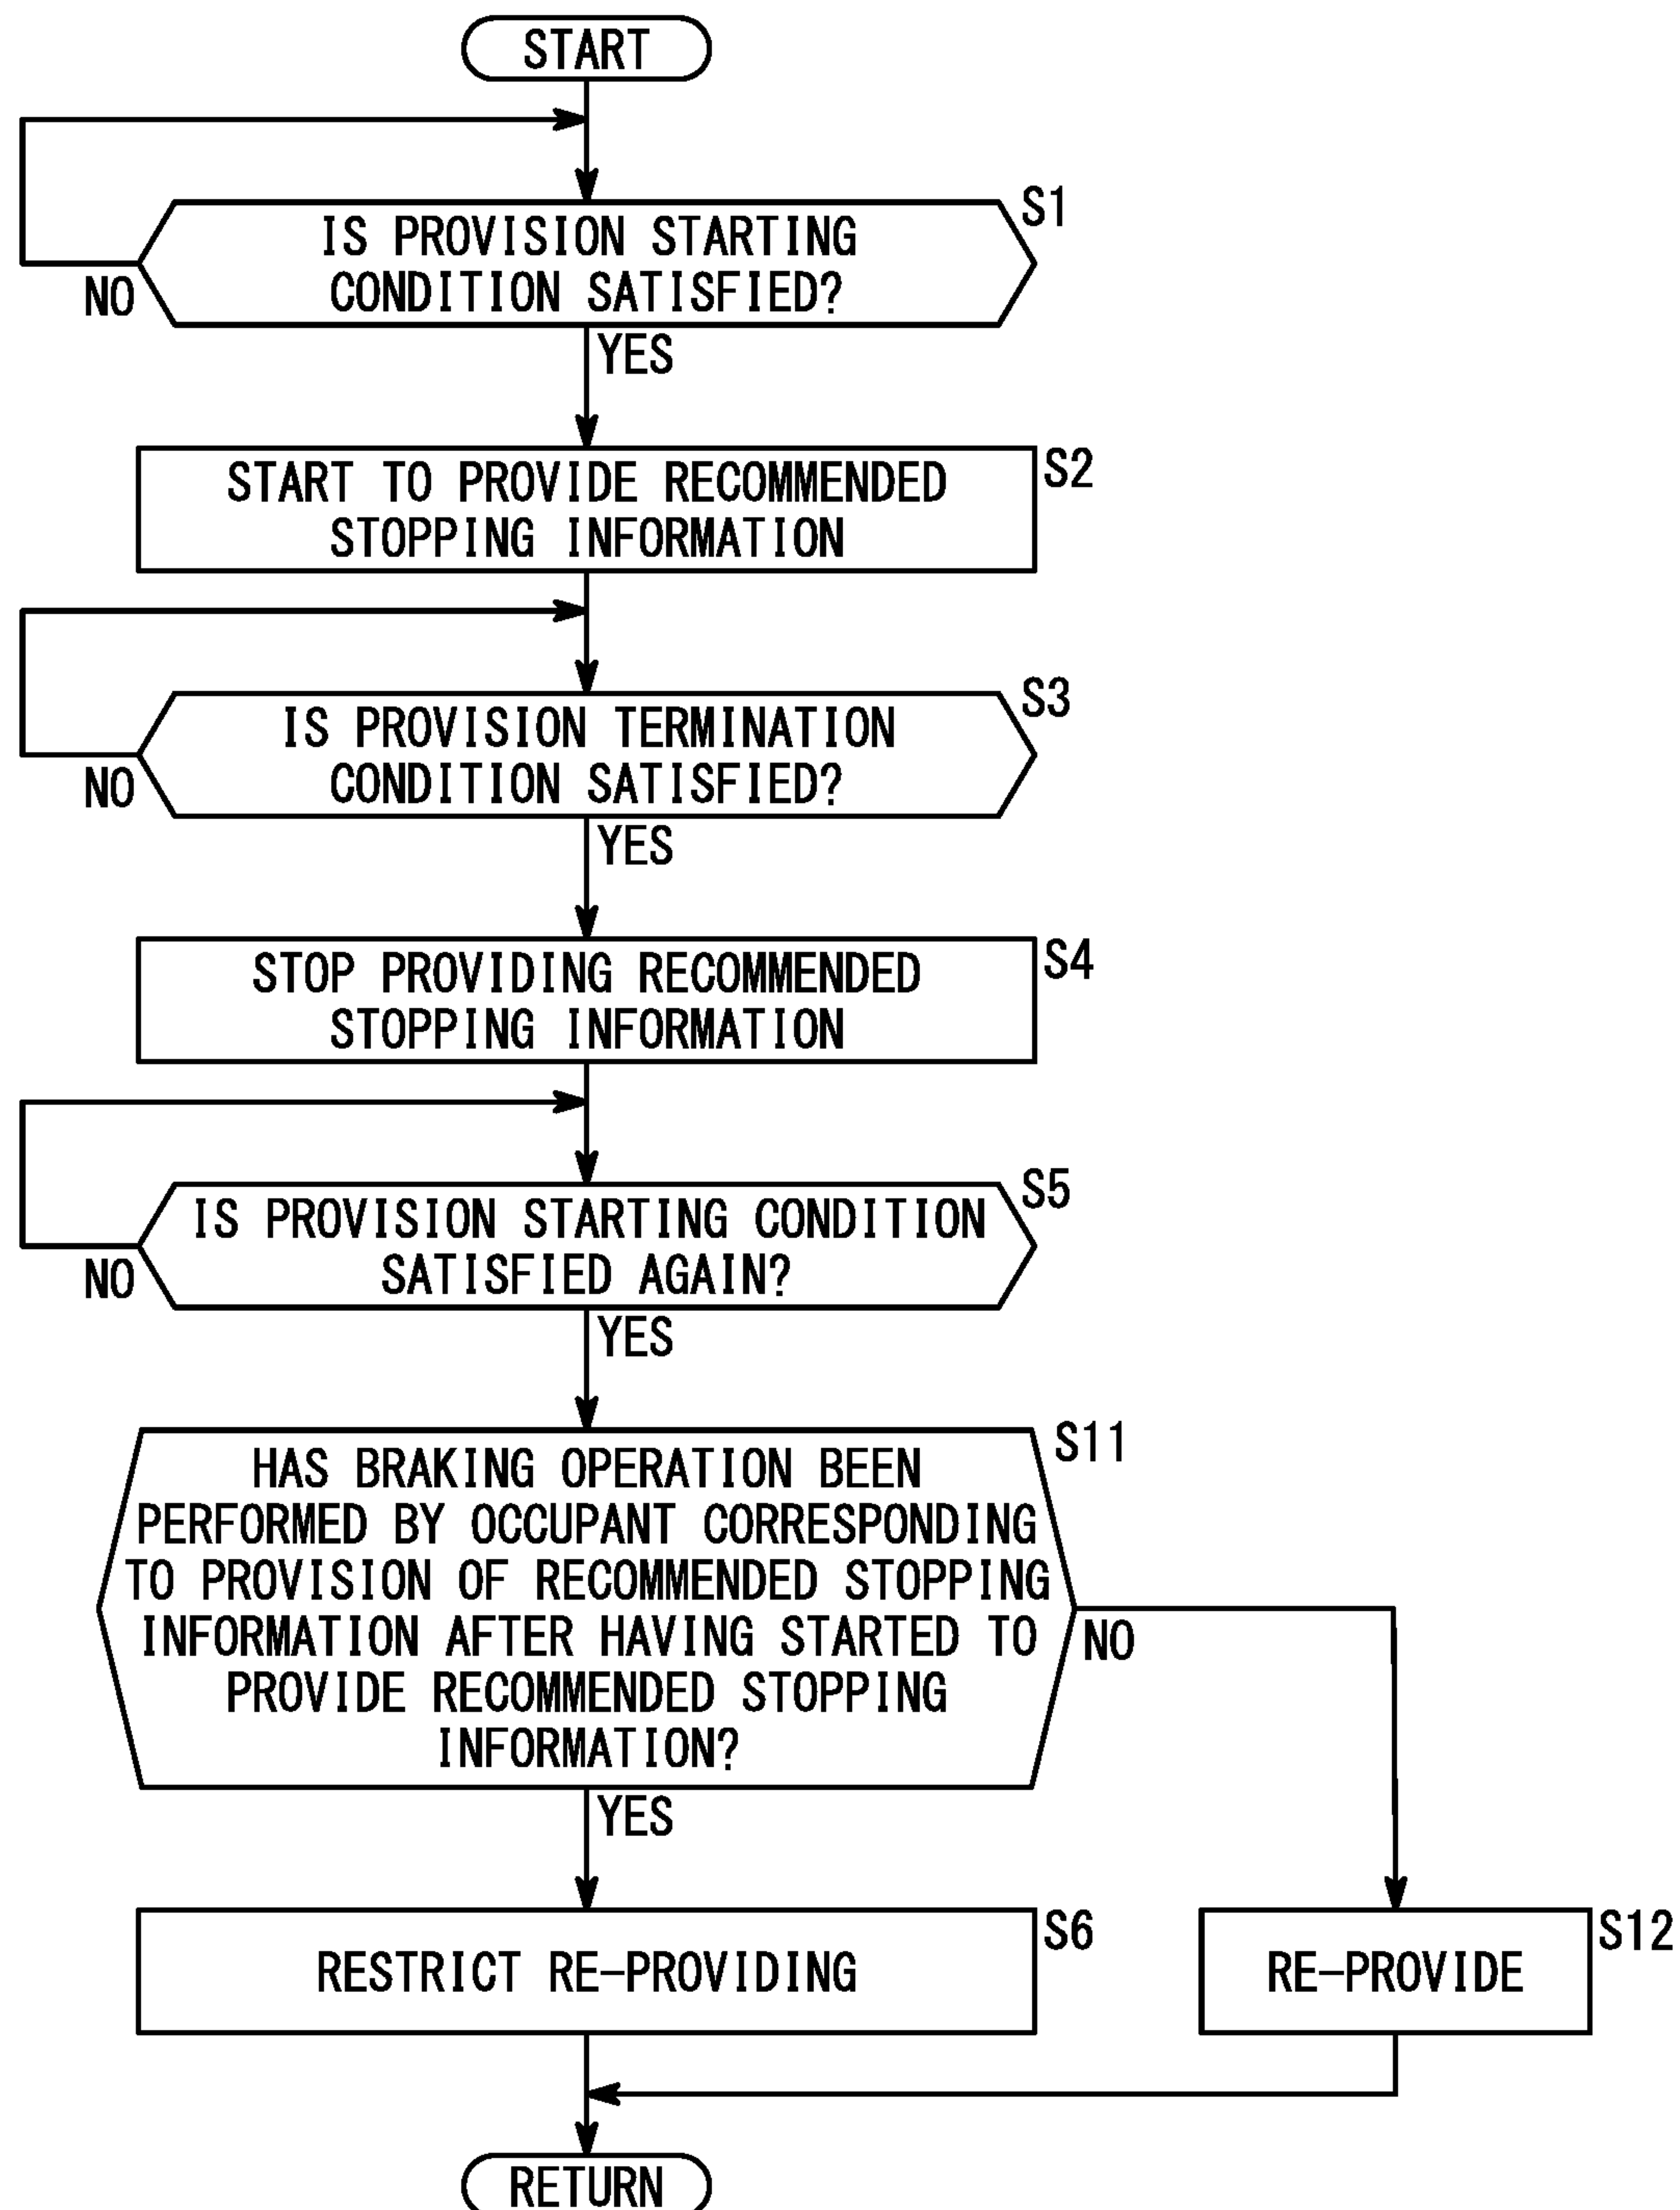 START
IS PROVISION STARTING
CONDITION SATISFIED?
S1
NO
YES
START TO PROVIDE RECOMMENDED
STOPPING INFORMATION
S2
IS PROVISION TERMINATION
CONDITION SATISFIED?
S3
NO
YES
STOP PROVIDING RECOMMENDED
STOPPING INFORMATION
S4
IS PROVISION STARTING CONDITION
SATISFIED AGAIN?
S5
NO
YES
HAS BRAKING OPERATION BEEN
PERFORMED BY OCCUPANT CORRESPONDING
TO PROVISION OF RECOMMENDED STOPPING
INFORMATION AFTER HAVING STARTED TO
PROVIDE RECOMMENDED STOPPING
INFORMATION?
S11
NO
YES
RESTRICT RE-PROVIDING
S6
RE-PROVIDE
S12
RETURN